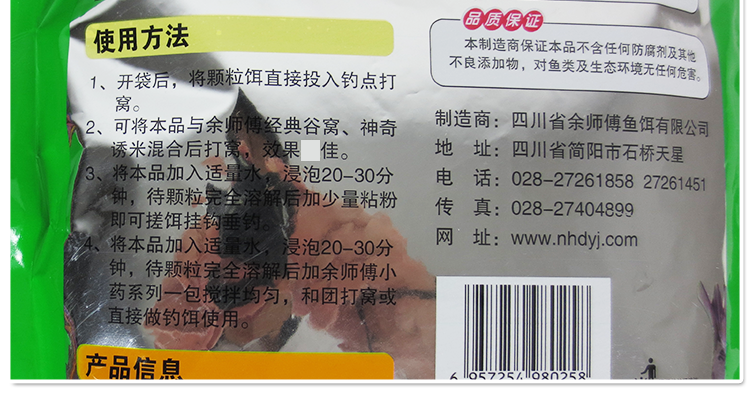 使用方法
1、开袋后，将颗粒饵直接投入钓点打
窝。
2、可将本品与余师傅经典谷窝、神奇
诱米混合后打窝，效果 佳。
3、将本品加入适量水，浸泡20-30分
钟，待颗粒完全溶解后加少量粘粉
即可搓饵挂钩垂钓。
4、将本品加入适量水，浸泡20-30分
钟，待颗粒完全溶解后加余师傅小
药系列一包搅拌均匀，和团打窝或
直接做钓饵使用。
产品信息
品质保证
本制造商保证本品不含任何防腐剂及其他
不良添加物，对鱼类及生态环境无任何危害。
制造商：四川省余师傅鱼饵有限公司
地 址：四川省简阳市石桥天星
电 话：028-27261858 27261451
传 真：028-27404899
网 址：www.nhdyj.com
6 957254 980258